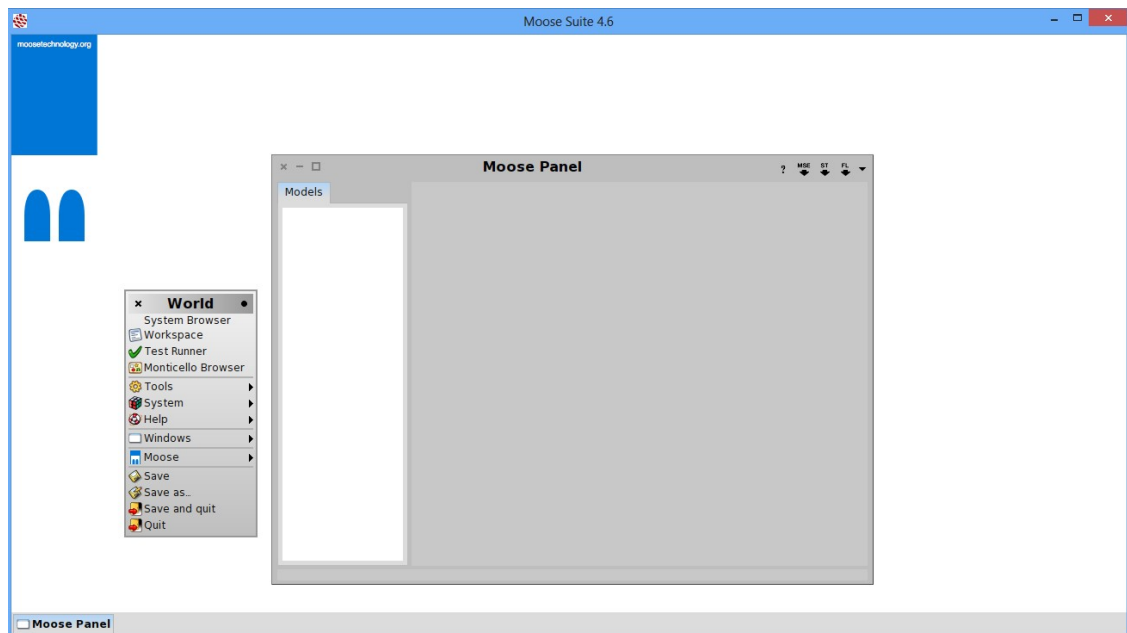 Moose Suite 4.6
moosetechnology.org
Moose Panel
? MSE ST FL
Models
World
System Browser
Workspace
Test Runner
Monticello Browser
Tools
System
Help
Windows
Moose
Save
Save as..
Save and quit
Quit
Moose Panel